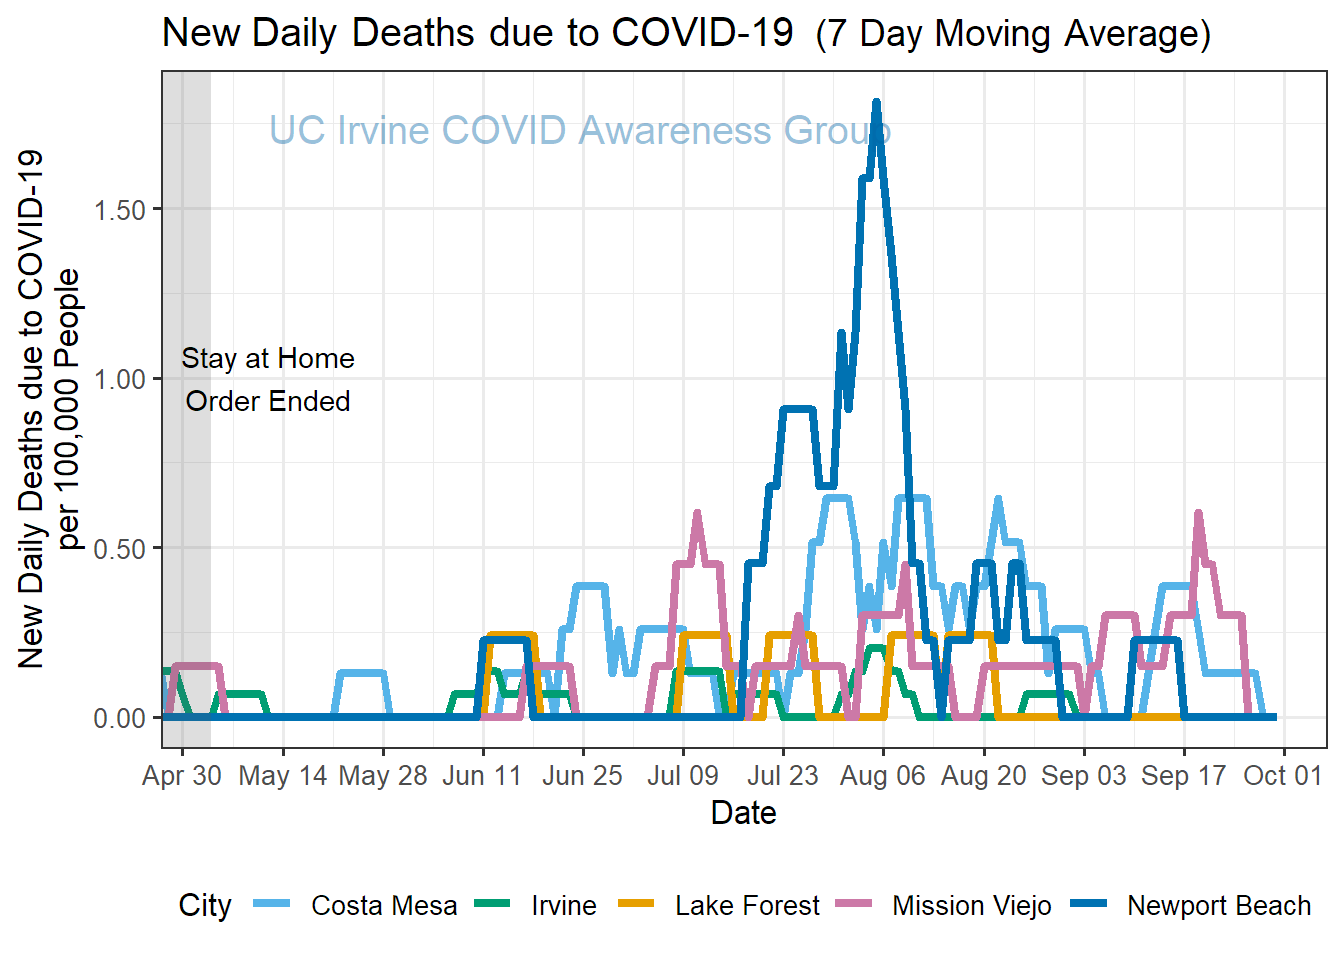 New Daily Deaths due to COVID-19 (7 Day Moving Average)
UC Irvine COVID Awareness Group
New Daily Deaths due to COVID-19
per 100,000 People
1.50
1.00
0.50
0.00
Stay at Home
Order Ended
Apr 30 May 14 May 28 Jun 11 Jun 25 Jul 09 Jul 23 Aug 06 Aug 20 Sep 03 Sep 17 Oct 01
Date
City Costa Mesa Irvine Lake Forest Mission Viejo Newport Beach